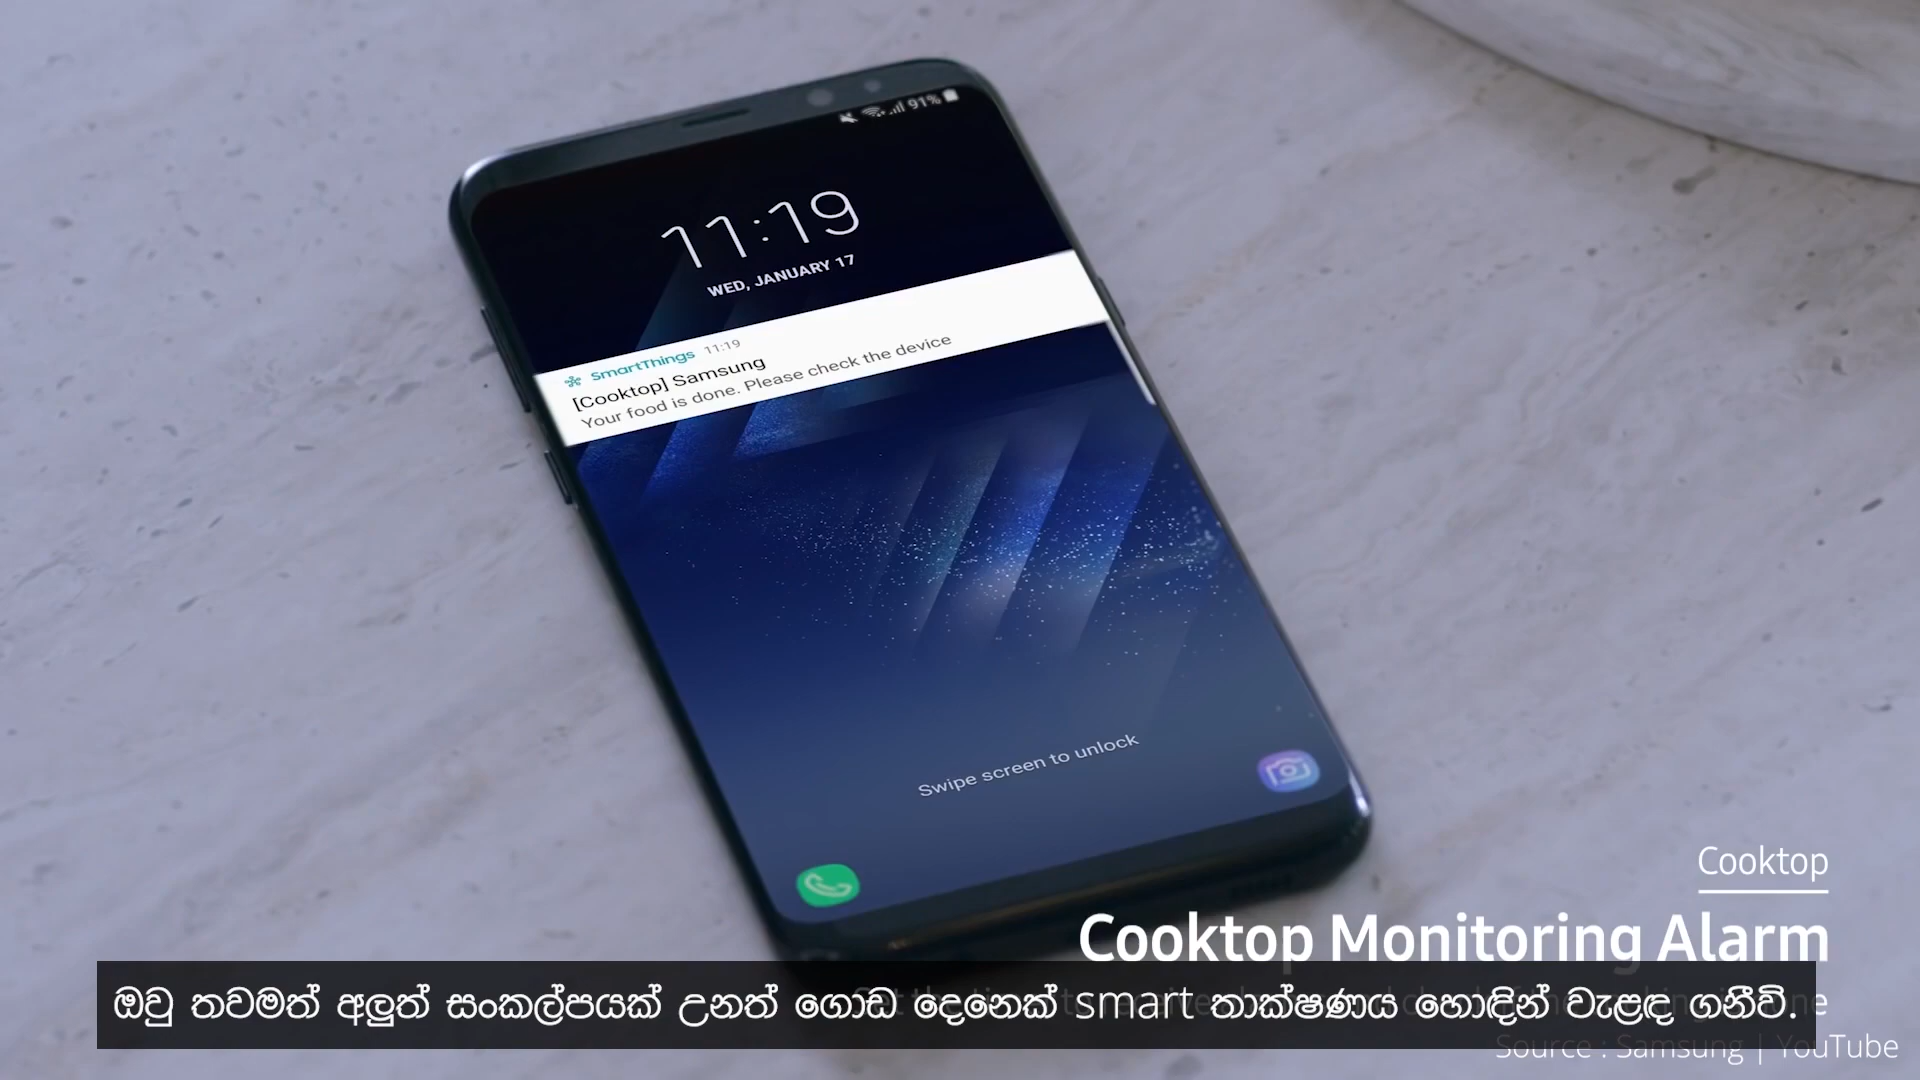 91%
11:19
WED, JANUARY 17
SmartThings 11:19
[Cooktop] Samsung
Your food is done. Please check the device
Swipe screen to unlock
Cooktop
Cooktop Monitoring Alarm
ඔවු තවමත් අලුත් සංකල්පයක් උනත් ගොඩ දෙනෙක් smart තාක්ෂණය හොඳින් වැළඳ ගනීවි.
Source : Samsung | YouTube